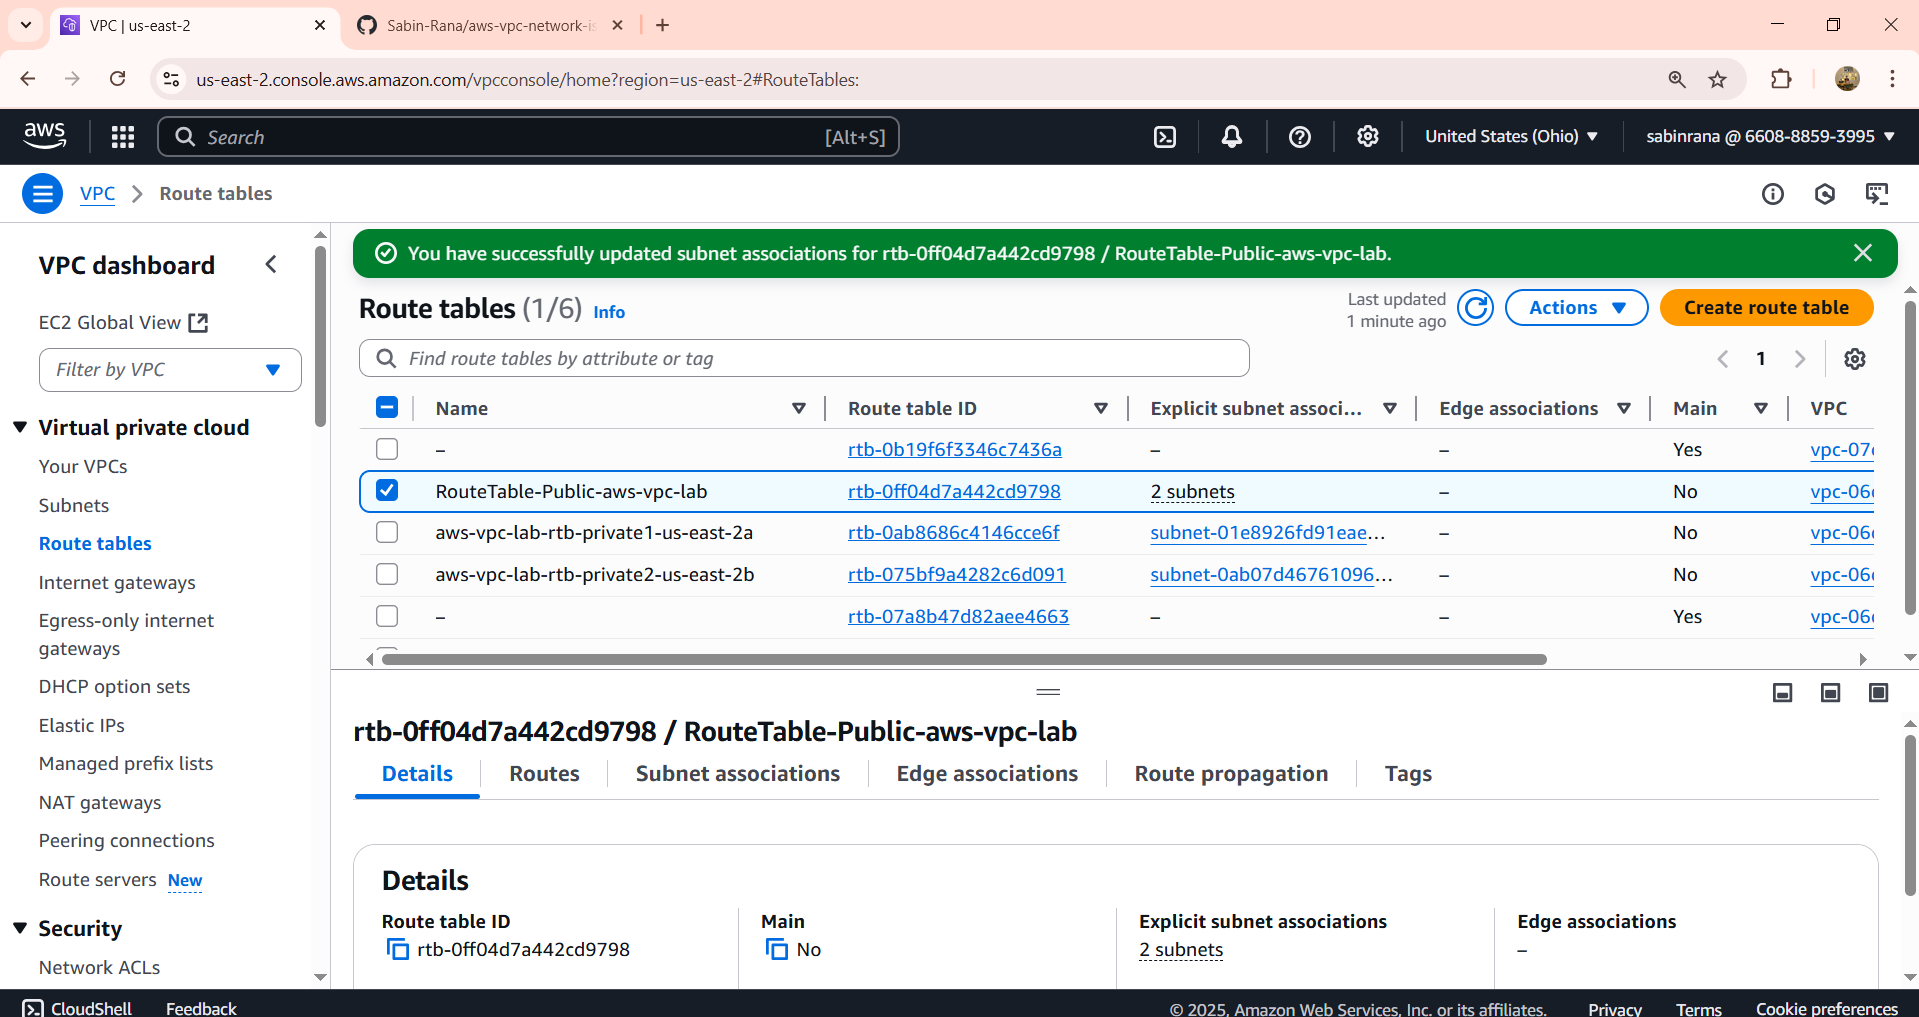 VPC | us-east-2
Sabin-Rana/aws-vpc-network-is
us-east-2.console.aws.amazon.com/vpcconsole/home?region=us-east-2#RouteTables:
aws
Search
[Alt+S]
United States (Ohio)
sabinrana @ 6608-8859-3995
VPC
Route tables
VPC dashboard
EC2 Global View
Filter by VPC
Virtual private cloud
Your VPCs
Subnets
Route tables
Internet gateways
Egress-only internet
gateways
DHCP option sets
Elastic IPs
Managed prefix lists
NAT gateways
Peering connections
Route servers New
Security
Network ACLs
You have successfully updated subnet associations for rtb-0ff04d7a442cd9798 / RouteTable-Public-aws-vpc-lab.
Route tables (1/6) Info
Last updated
1 minute ago
Actions
Create route table
Find route tables by attribute or tag
1
Name Route table ID Explicit subnet associ... Edge associations Main VPC
– rtb-0b19f6f3346c7436a – – Yes vpc-07
RouteTable-Public-aws-vpc-lab rtb-0ff04d7a442cd9798 2 subnets – No vpc-06
aws-vpc-lab-rtb-private1-us-east-2a rtb-0ab8686c4146cce6f subnet-01e8926fd91eae... – No vpc-06
aws-vpc-lab-rtb-private2-us-east-2b rtb-075bf9a4282c6d091 subnet-0ab07d46761096... – No vpc-06
– rtb-07a8b47d82aee4663 – – Yes vpc-06
rtb-0ff04d7a442cd9798 / RouteTable-Public-aws-vpc-lab
Details Routes Subnet associations Edge associations Route propagation Tags
Details
Route table ID
rtb-0ff04d7a442cd9798
Main
No
Explicit subnet associations
2 subnets
Edge associations
–
CloudShell Feedback © 2025, Amazon Web Services, Inc. or its affiliates. Privacy Terms Cookie preferences